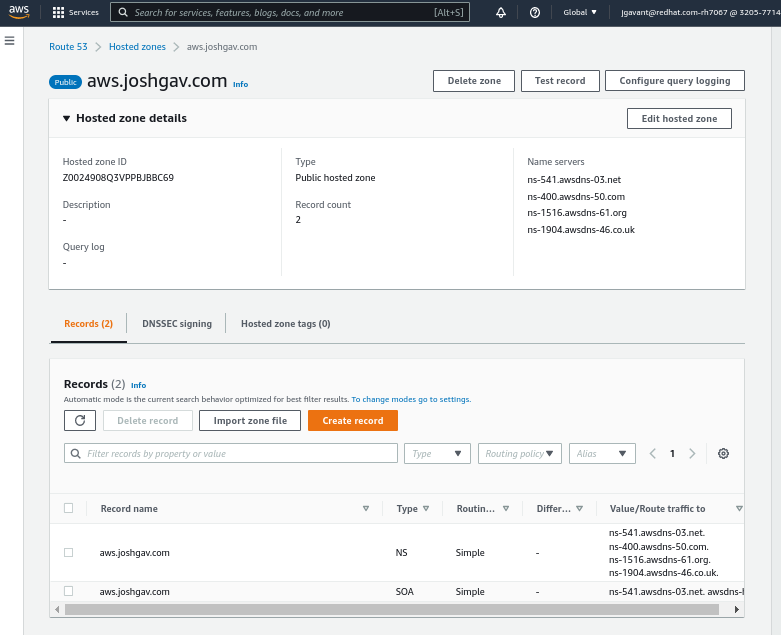 aws
Services
Search for services, features, blogs, docs, and more [Alt+S]
Global
jgavant@redhat.com-rh7067 @ 3205-7714
Route 53 > Hosted zones > aws.joshgav.com
Public aws.joshgav.com Info
Delete zone
Test record
Configure query logging
Hosted zone details
Edit hosted zone
Hosted zone ID
Z0024908Q3VPPBJBBC69
Description
-
Query log
-
Type
Public hosted zone
Record count
2
Name servers
ns-541.awsdns-03.net
ns-400.awsdns-50.com
ns-1516.awsdns-61.org
ns-1904.awsdns-46.co.uk
Records (2)
DNSSEC signing
Hosted zone tags (0)
Records (2) Info
Automatic mode is the current search behavior optimized for best filter results. To change modes go to settings.
Delete record
Import zone file
Create record
Filter records by property or value
Type
Routing policy
Alias
1
Record name
Type
Routin...
Differ...
Value/Route traffic to
aws.joshgav.com
NS
Simple
-
ns-541.awsdns-03.net.
ns-400.awsdns-50.com.
ns-1516.awsdns-61.org.
ns-1904.awsdns-46.co.uk.
aws.joshgav.com
SOA
Simple
-
ns-541.awsdns-03.net. awsdns-h